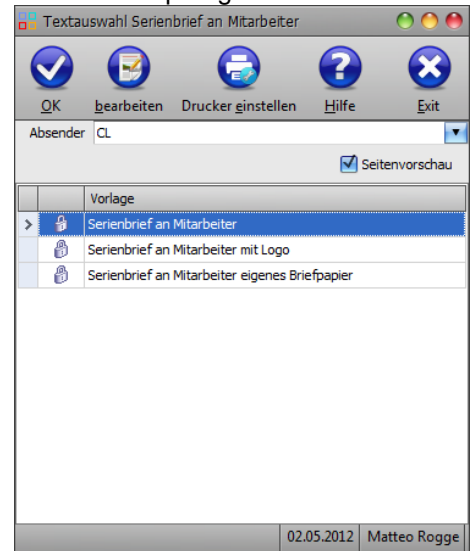 Textauswahl Serienbrief an Mitarbeiter
OK bearbeiten Drucker einstellen Hilfe Exit
Absender CL
Seitenvorschau
Vorlage
Serienbrief an Mitarbeiter
Serienbrief an Mitarbeiter mit Logo
Serienbrief an Mitarbeiter eigenes Briefpapier
02.05.2012 Matteo Rogge